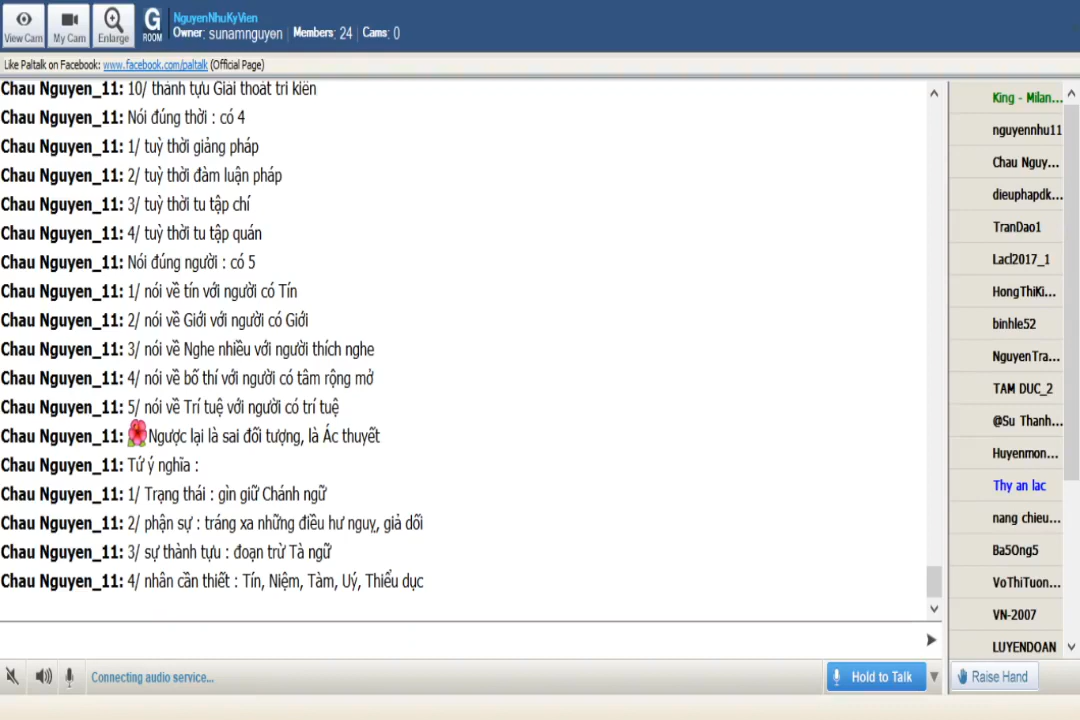 View Cam
My Cam
Enlarge
G
ROOM
NguyenNhuKyVien
Owner: sunamnguyen | Members: 24 | Cams: 0
Like Paltalk on Facebook: www.facebook.com/paltalk (Official Page)
Chau Nguyen_11: 10/ thành tựu Giải thoát tri kiến
Chau Nguyen_11: Nói đúng thời : có 4
Chau Nguyen_11: 1/ tuỳ thời giảng pháp
Chau Nguyen_11: 2/ tuỳ thời đàm luận pháp
Chau Nguyen_11: 3/ tuỳ thời tu tập chí
Chau Nguyen_11: 4/ tuỳ thời tu tập quán
Chau Nguyen_11: Nói đúng người : có 5
Chau Nguyen_11: 1/ nói về tín với người có Tín
Chau Nguyen_11: 2/ nói về Giới với người có Giới
Chau Nguyen_11: 3/ nói về Nghe nhiều với người thích nghe
Chau Nguyen_11: 4/ nói về bố thí với người có tâm rộng mở
Chau Nguyen_11: 5/ nói về Trí tuệ với người có trí tuệ
Chau Nguyen_11: Ngược lại là sai đối tượng, là Ác thuyết
Chau Nguyen_11: Tứ ý nghĩa :
Chau Nguyen_11: 1/ Trạng thái : gìn giữ Chánh ngữ
Chau Nguyen_11: 2/ phận sự : tráng xa những điều hư nguỵ, giả dối
Chau Nguyen_11: 3/ sự thành tựu : đoạn trừ Tà ngữ
Chau Nguyen_11: 4/ nhân cần thiết : Tín, Niệm, Tàm, Uý, Thiểu dục
King - Milan...
nguyennhu11
Chau Nguy...
dieuphapdk...
TranDao1
Lacl2017_1
HongThiKi...
binhle52
NguyenTra...
TAM DUC_2
@Su Thanh...
Huyenmon...
Thy an lac
nang chieu...
Ba5Ong5
VoThiTuon...
VN-2007
LUYENDOAN
Connecting audio service...
Hold to Talk
Raise Hand